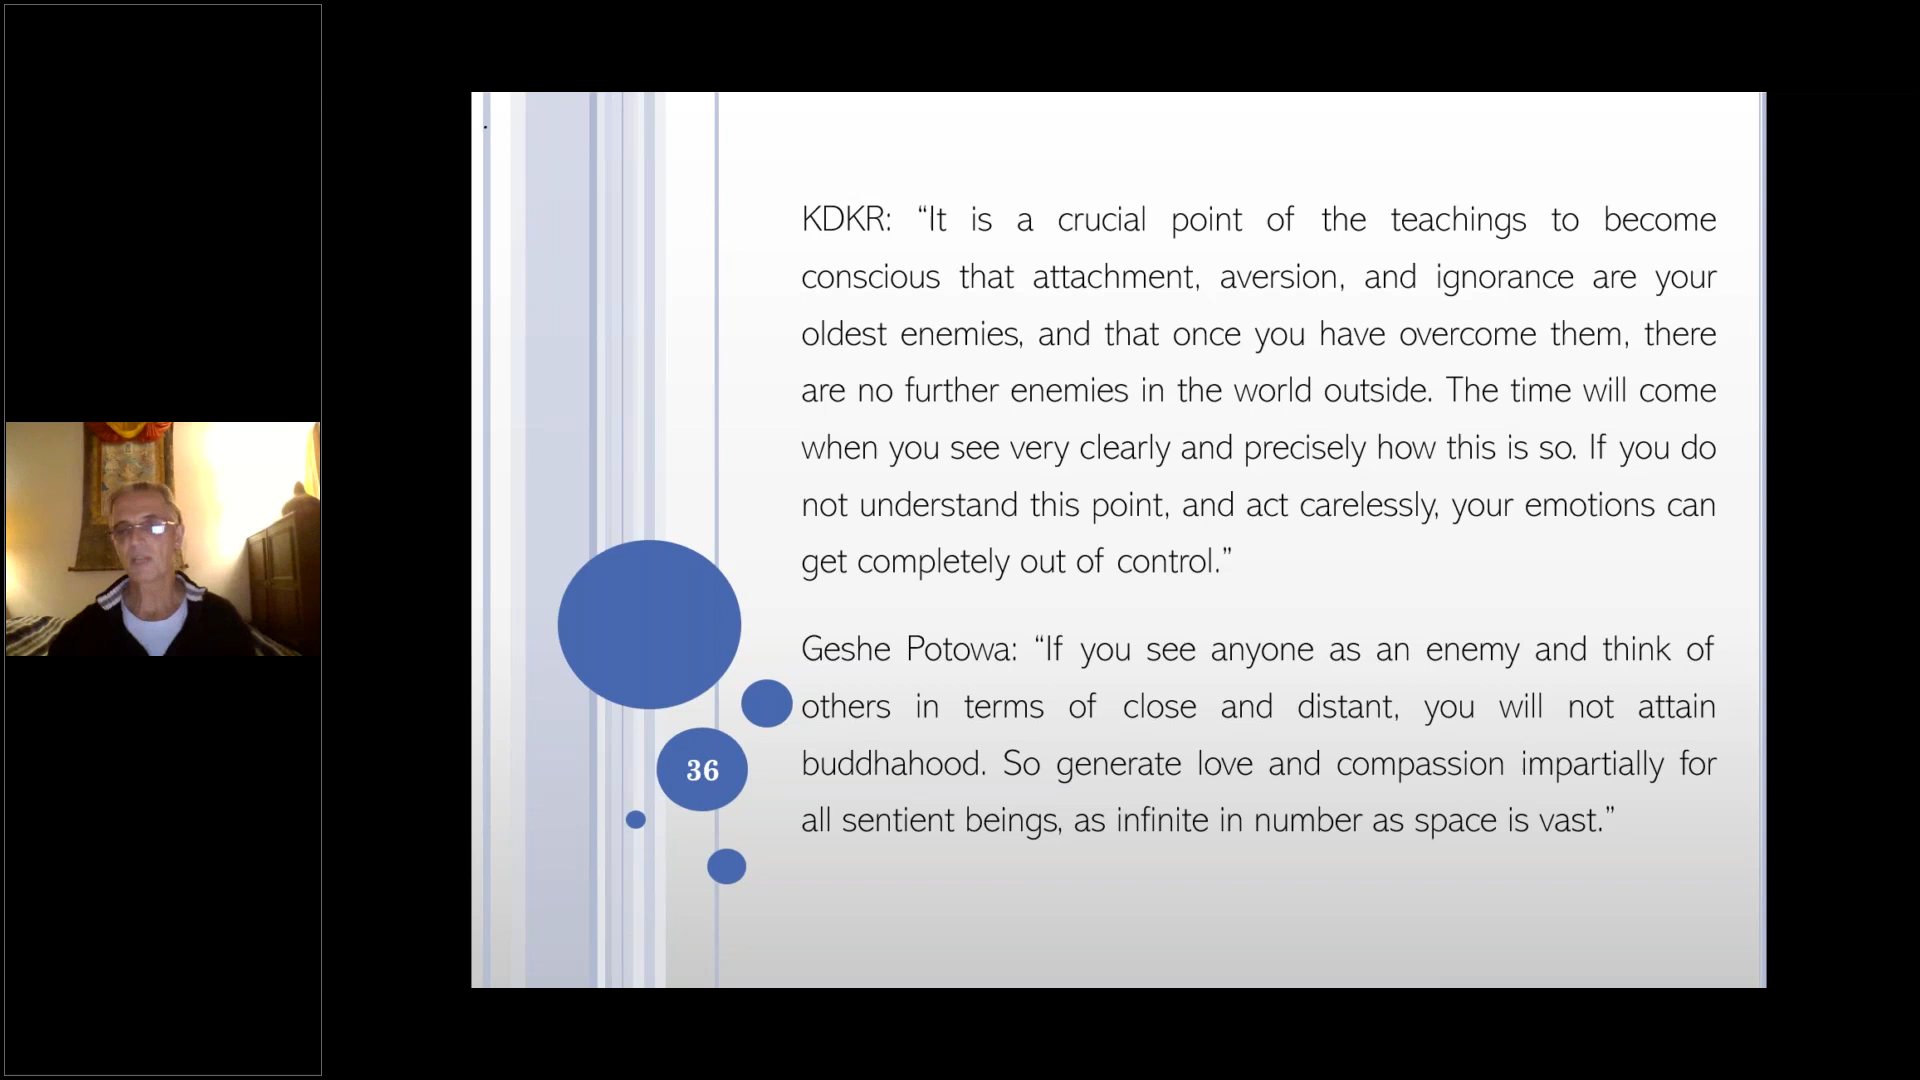 KDKR: “It is a crucial point of the teachings to become
conscious that attachment, aversion, and ignorance are your
oldest enemies, and that once you have overcome them, there
are no further enemies in the world outside. The time will come
when you see very clearly and precisely how this is so. If you do
not understand this point, and act carelessly, your emotions can
get completely out of control.”
Geshe Potowa: “If you see anyone as an enemy and think of
others in terms of close and distant, you will not attain
buddhahood. So generate love and compassion impartially for
all sentient beings, as infinite in number as space is vast.”
36